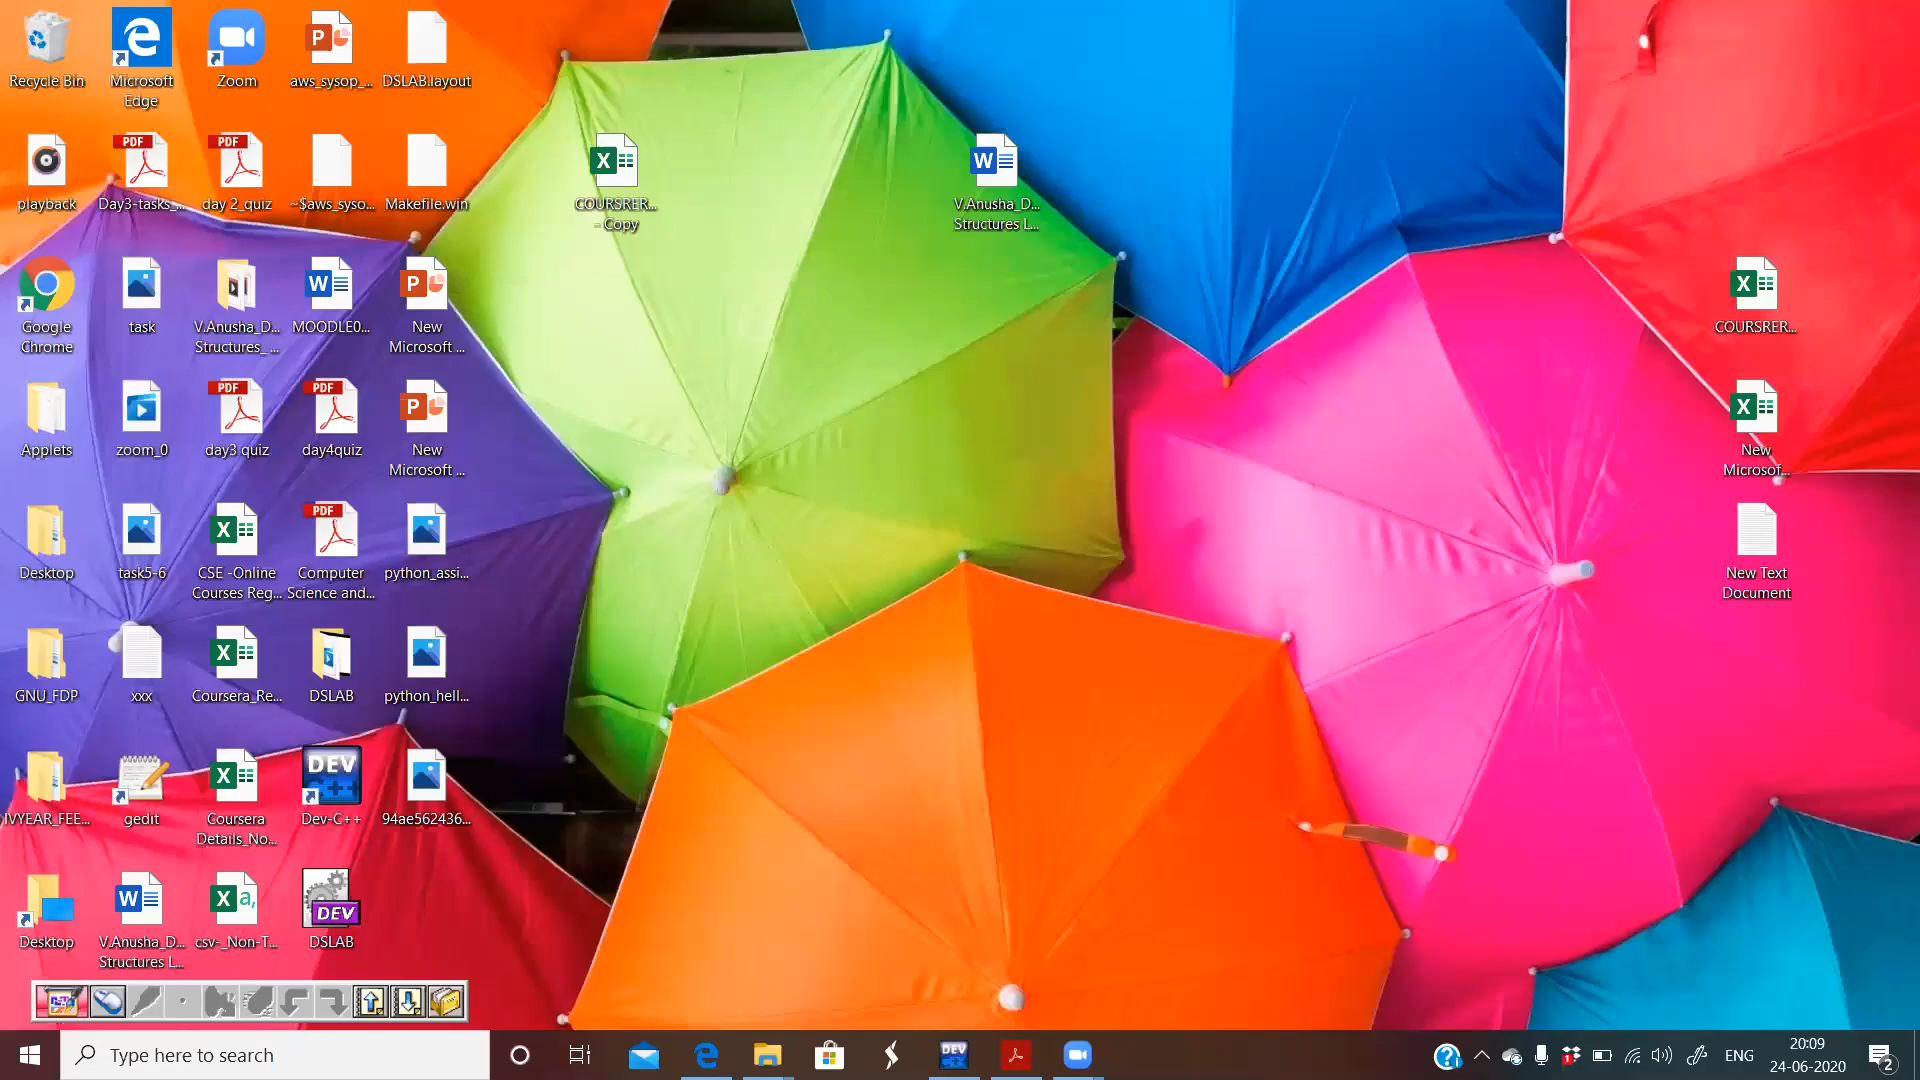 Recycle Bin
Microsoft
Edge
Zoom
aws_sysop_...
DSLAB.layout
playback
Day3-tasks_...
day 2_quiz
~$aws_syso...
Makefile.win
COURSRER...
- Copy
V.Anusha_D...
Structures L...
Google
Chrome
task
V.Anusha_D...
Structures_ ...
MOODLE0...
New
Microsoft ...
COURSRER...
Applets
zoom_0
day3 quiz
day4quiz
New
Microsoft ...
New
Microsof...
Desktop
task5-6
CSE -Online
Courses Reg...
Computer
Science and...
python_assi...
New Text
Document
GNU_FDP
xxx
Coursera_Re...
DSLAB
python_hell...
IVYEAR_FEE...
gedit
Coursera
Details_No...
DEV
Dev-C++
94ae562436...
Desktop
V.Anusha_D...
Structures L...
csv-_Non-T...
DEV
DSLAB
Type here to search
DEV
ENG
20:09
24-06-2020
2